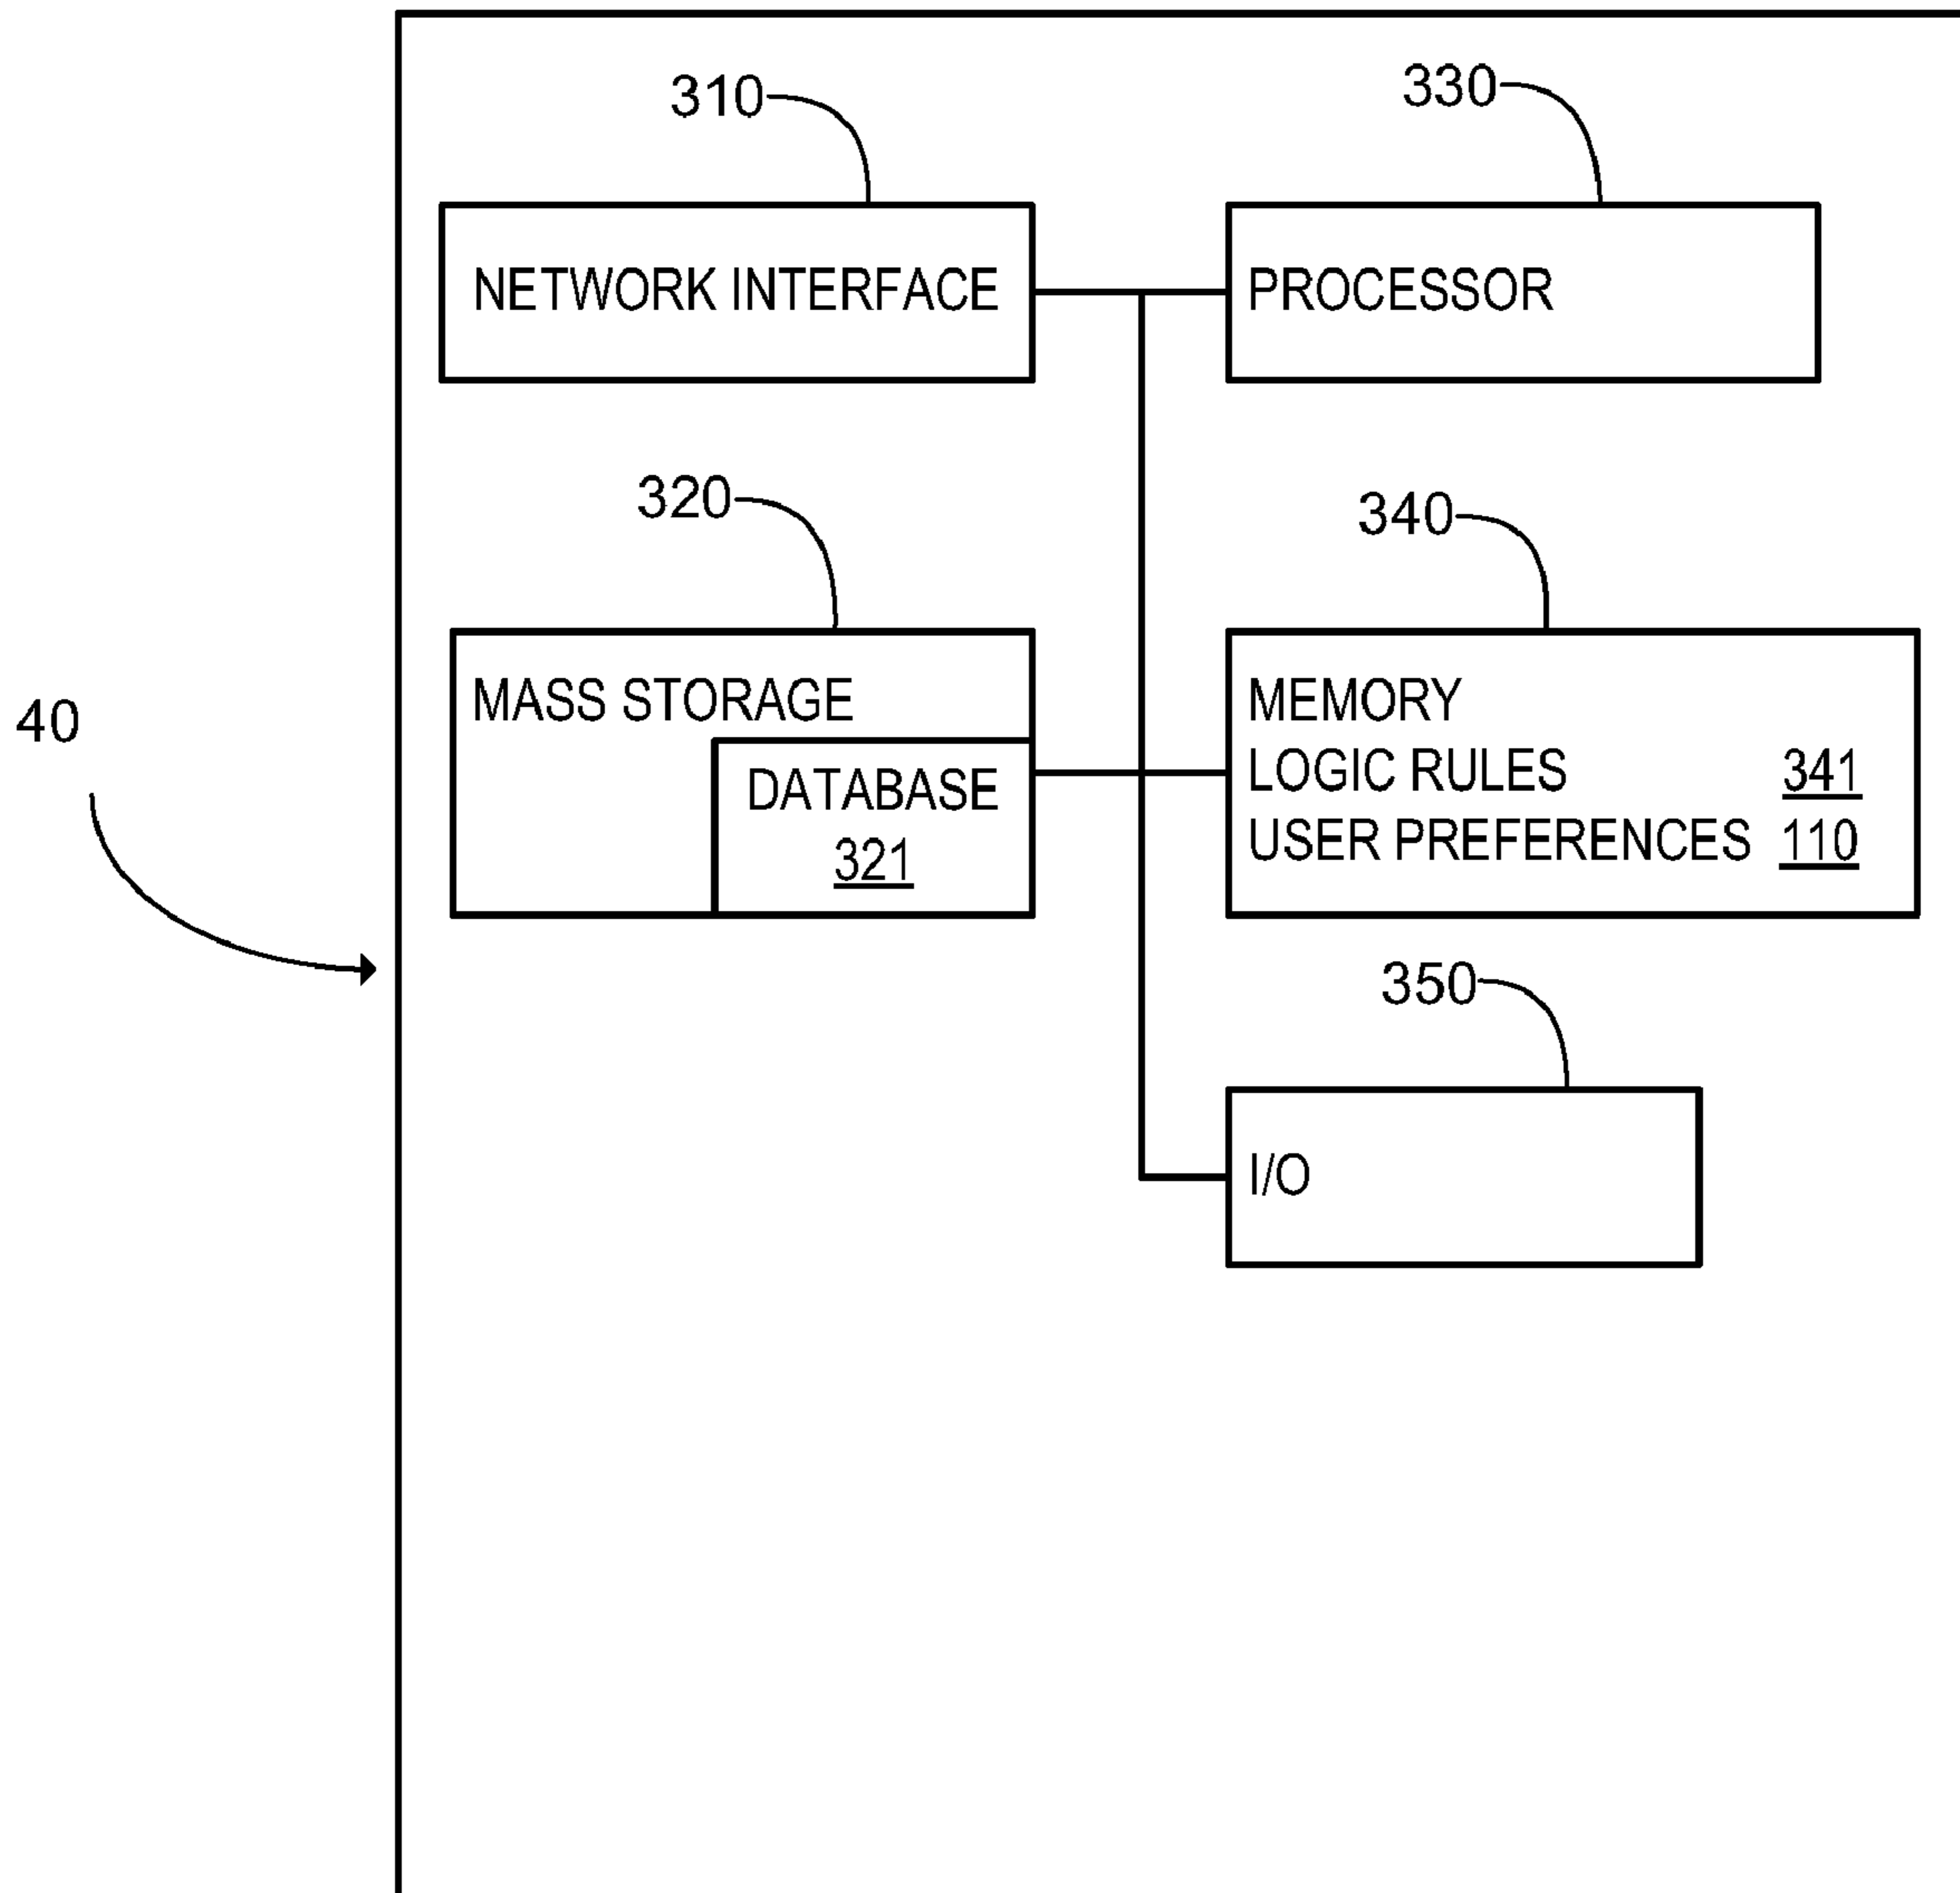 310
330
NETWORK INTERFACE
PROCESSOR
320
340
40
MASS STORAGE
DATABASE
321
MEMORY
LOGIC RULES 341
USER PREFERENCES 110
350
I/O